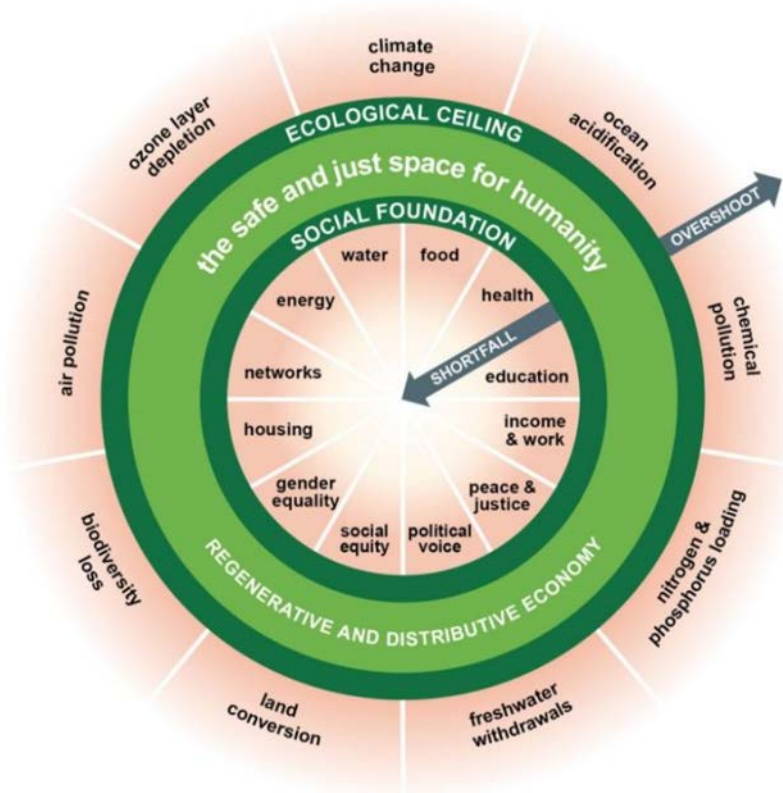 climate
change
ocean
acidification
chemical
pollution
nitrogen &
phosphorus loading
freshwater
withdrawals
land
conversion
biodiversity
loss
air pollution
ozone layer
depletion
ECOLOGICAL CEILING
the safe and just space for humanity
SOCIAL FOUNDATION
OVERSHOOT
SHORTFALL
water
food
health
education
income
& work
peace &
justice
political
voice
social
equity
gender
equality
housing
networks
energy
REGENERATIVE AND DISTRIBUTIVE ECONOMY